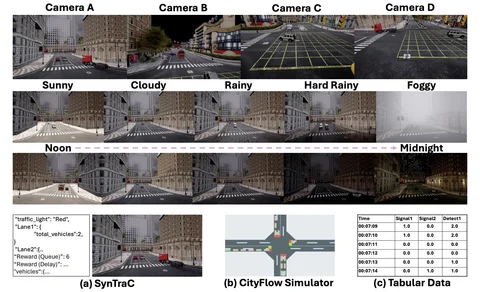 Camera A Camera B Camera C Camera D
Sunny Cloudy Rainy Hard Rainy Foggy
Noon Midnight
"traffic_light": "Red",
"Lane1": {
"total_vehicles":2,
}
"Lane2":{..
"Reward (Queue)": 6
"Reward (Delay)": ...
"vehicles":{...
Time Signal1 Signal2 Detect1
00:07:09 1.0 0.0 2.0
00:07:10 1.0 0.0 2.0
00:07:11 0.0 0.0 0.0
00:07:12 0.0 0.0 0.0
00:07:13 0.0 0.0 1.0
00:07:14 0.0 1.0 1.0
(a) SynTraC (b) CityFlow Simulator (c) Tabular Data